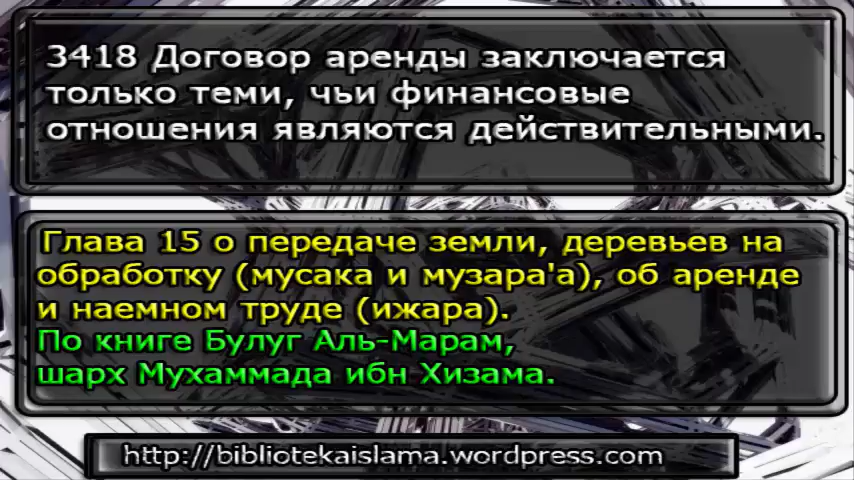 3418 Договор аренды заключается
только теми, чьи финансовые
отношения являются действительными.
Глава 15 о передаче земли, деревьев на
обработку (мусака и музара'а), об аренде
и наемном труде (ижара).
По книге Булуг Аль-Марам,
шарх Мухаммада ибн Хизама.
http://bibliotekaislama.wordpress.com